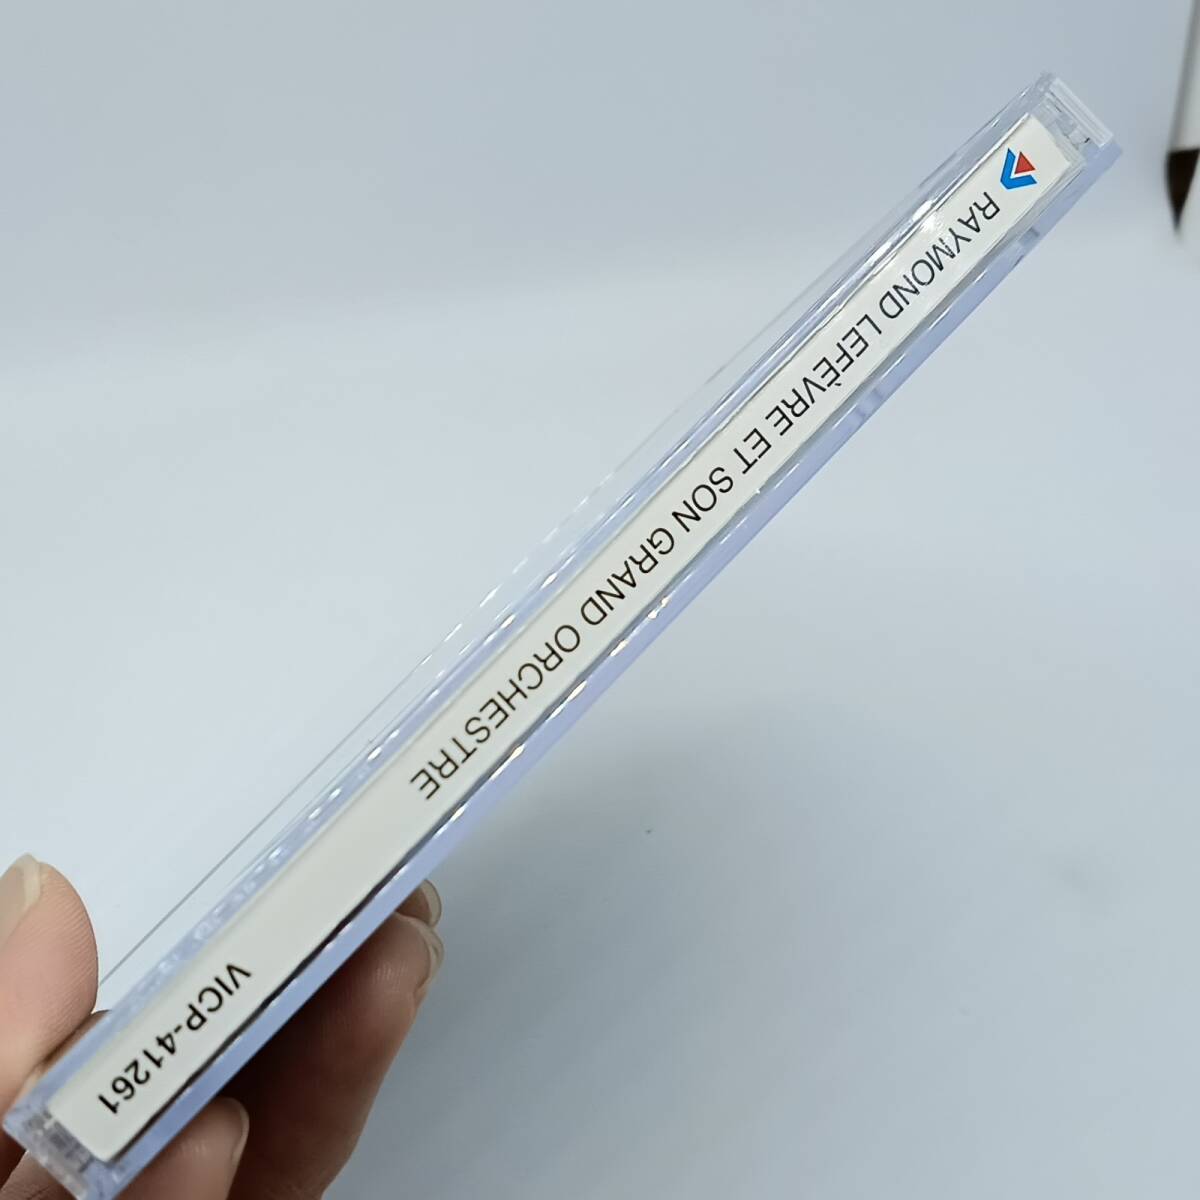 RAYMOND LEFÈVRE ET SON GRAND ORCHESTRE
VICP-41261